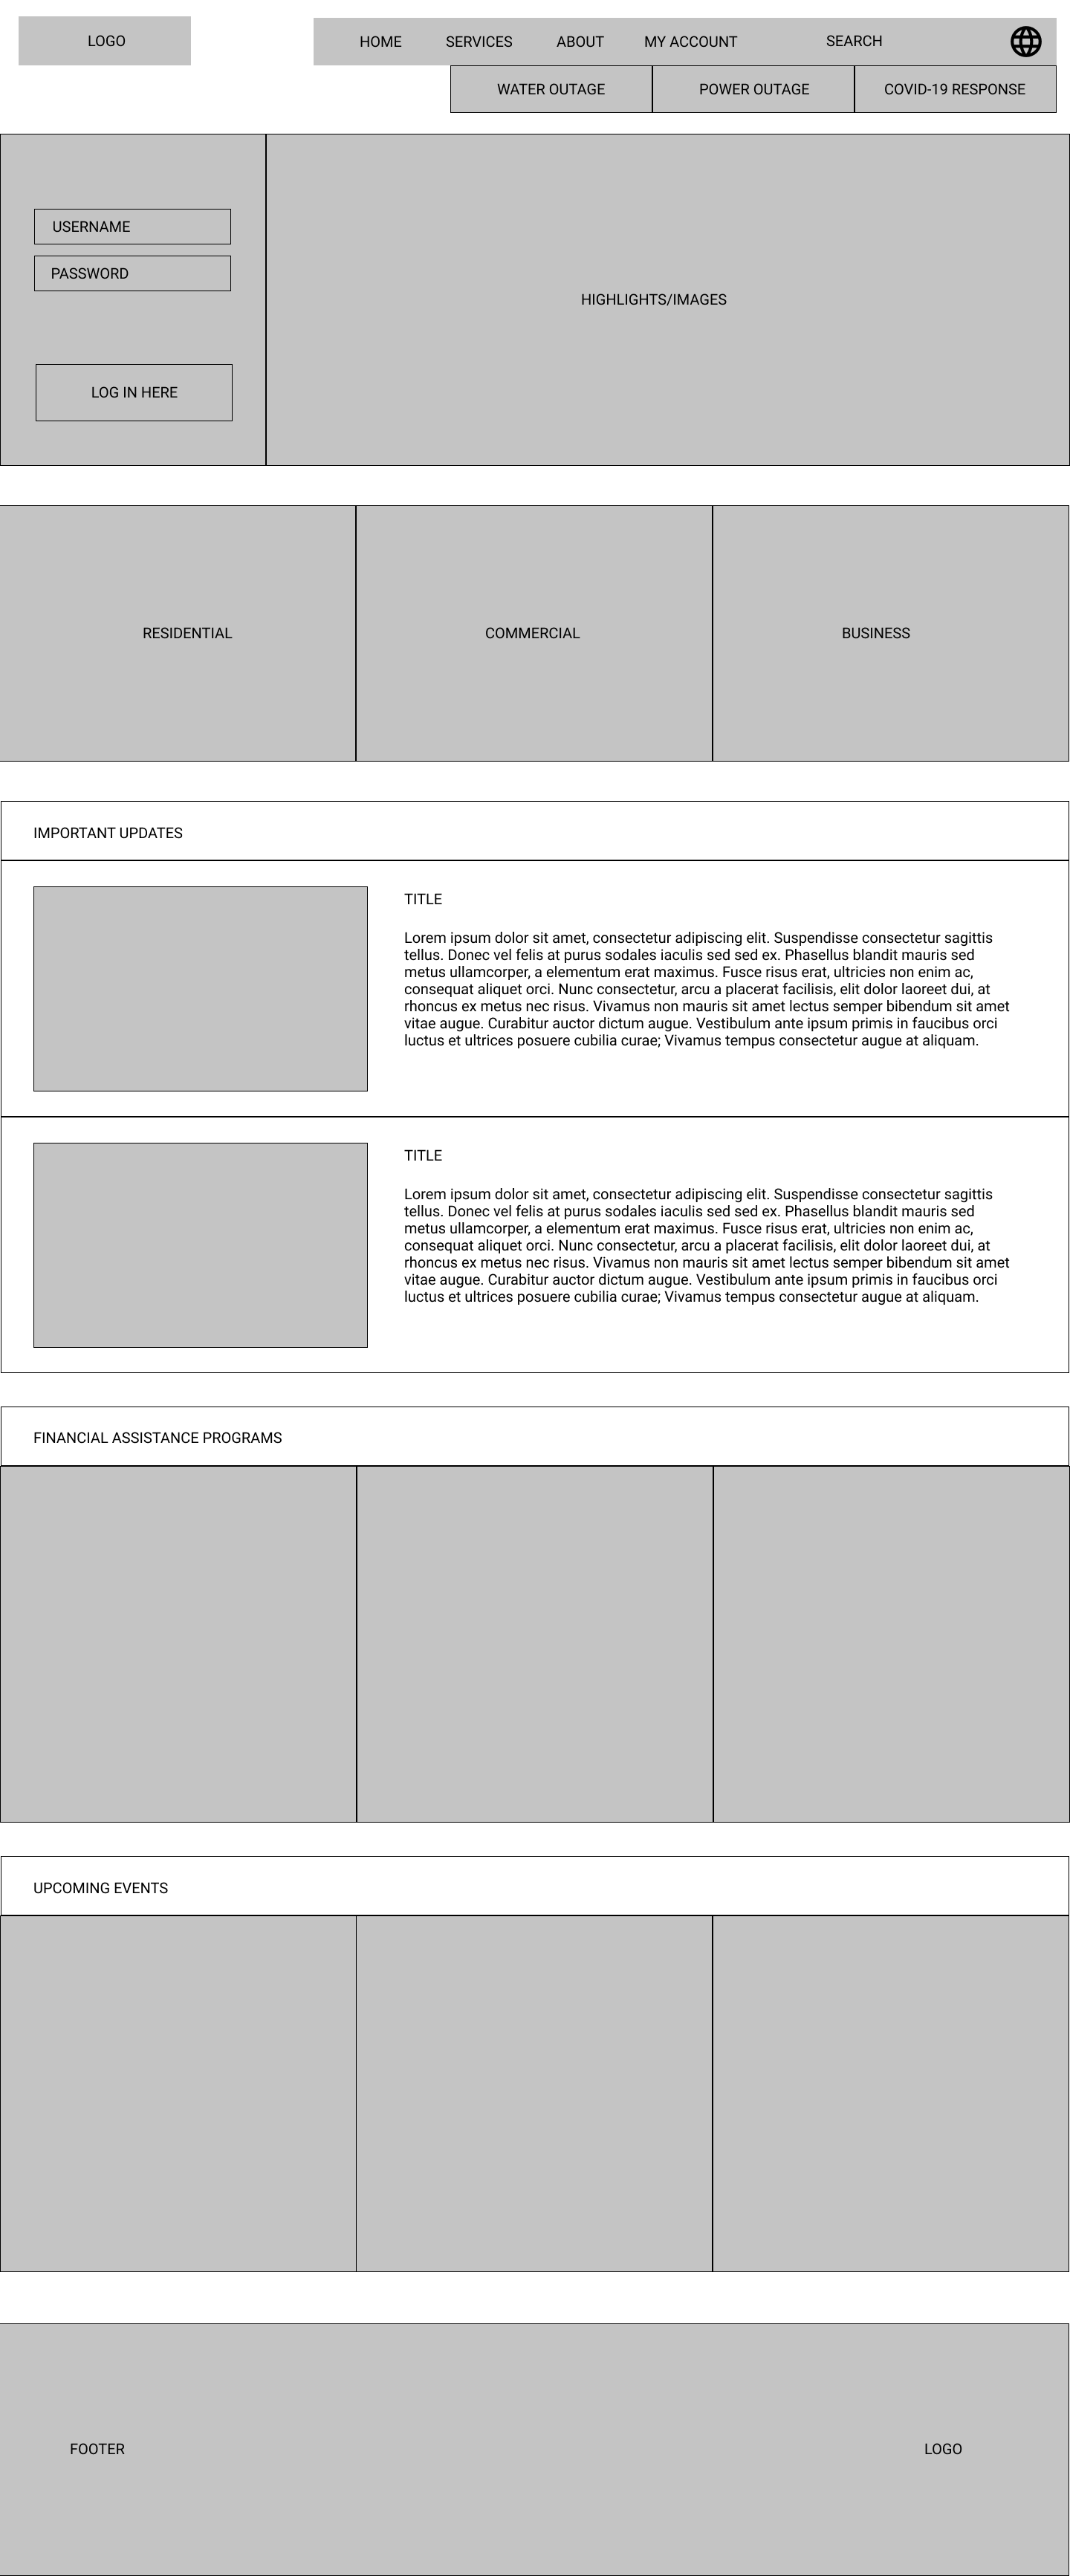 LOGO
HOME
SERVICES
ABOUT
MY ACCOUNT
SEARCH
WATER OUTAGE
POWER OUTAGE
COVID-19 RESPONSE
USERNAME
PASSWORD
LOG IN HERE
HIGHLIGHTS/IMAGES
RESIDENTIAL
COMMERCIAL
BUSINESS
IMPORTANT UPDATES
TITLE
Lorem ipsum dolor sit amet, consectetur adipiscing elit. Suspendisse consectetur sagittis
tellus. Donec vel felis at purus sodales iaculis sed sed ex. Phasellus blandit mauris sed
metus ullamcorper, a elementum erat maximus. Fusce risus erat, ultricies non enim ac,
consequat aliquet orci. Nunc consectetur, arcu a placerat facilisis, elit dolor laoreet dui, at
rhoncus ex metus nec risus. Vivamus non mauris sit amet lectus semper bibendum sit amet
vitae augue. Curabitur auctor dictum augue. Vestibulum ante ipsum primis in faucibus orci
luctus et ultrices posuere cubilia curae; Vivamus tempus consectetur augue at aliquam.
TITLE
Lorem ipsum dolor sit amet, consectetur adipiscing elit. Suspendisse consectetur sagittis
tellus. Donec vel felis at purus sodales iaculis sed sed ex. Phasellus blandit mauris sed
metus ullamcorper, a elementum erat maximus. Fusce risus erat, ultricies non enim ac,
consequat aliquet orci. Nunc consectetur, arcu a placerat facilisis, elit dolor laoreet dui, at
rhoncus ex metus nec risus. Vivamus non mauris sit amet lectus semper bibendum sit amet
vitae augue. Curabitur auctor dictum augue. Vestibulum ante ipsum primis in faucibus orci
luctus et ultrices posuere cubilia curae; Vivamus tempus consectetur augue at aliquam.
FINANCIAL ASSISTANCE PROGRAMS
UPCOMING EVENTS
FOOTER
LOGO